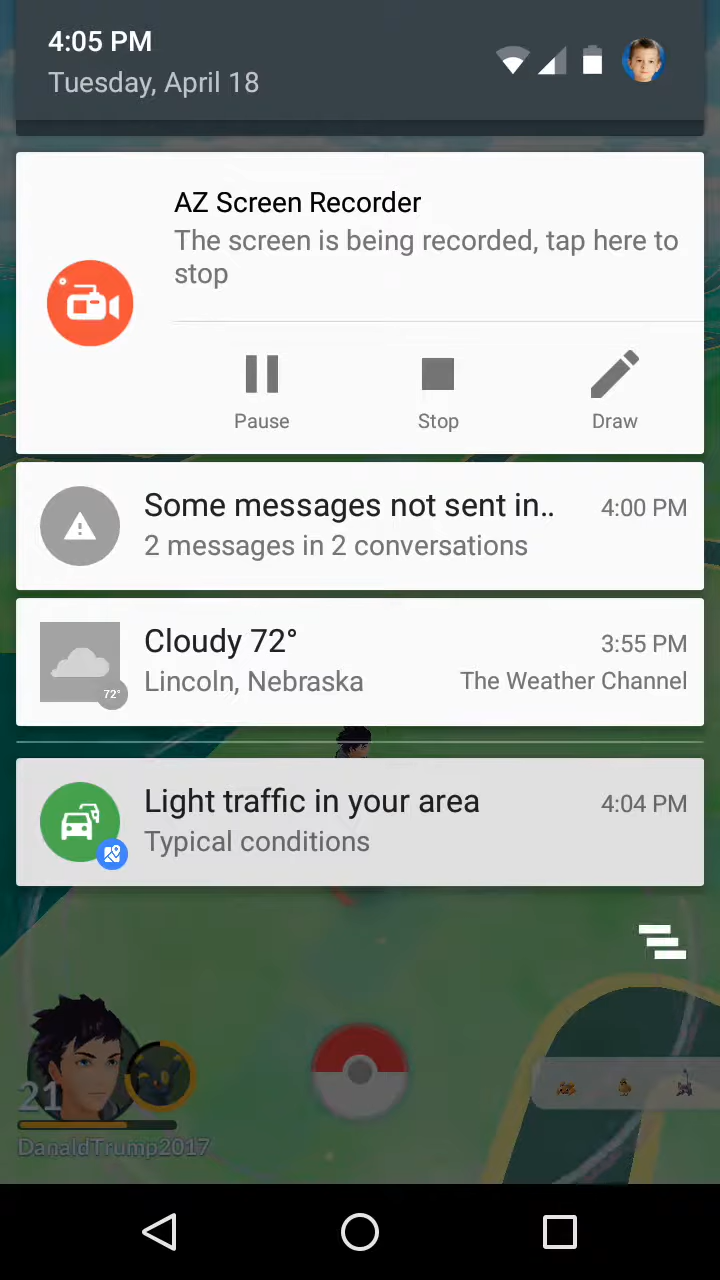 4:05 PM
Tuesday, April 18
AZ Screen Recorder
The screen is being recorded, tap here to
stop
Pause
Stop
Draw
Some messages not sent in..
4:00 PM
2 messages in 2 conversations
Cloudy 72°
3:55 PM
72°
Lincoln, Nebraska
The Weather Channel
Light traffic in your area
4:04 PM
Typical conditions
21
DanaldTrump2017